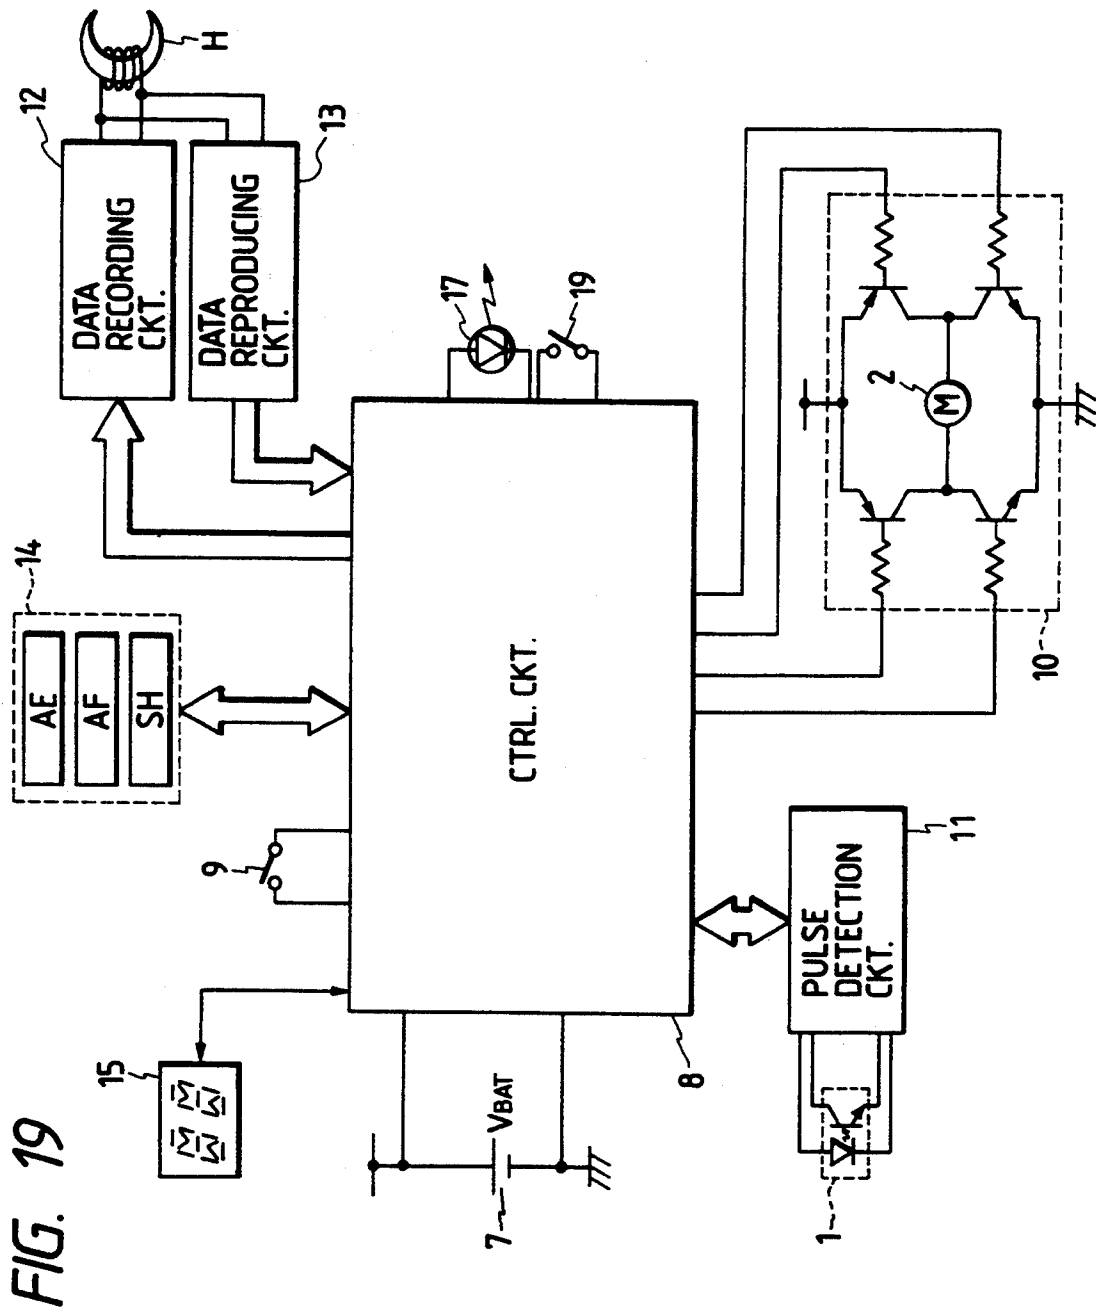 FIG. 19
15
9
14
AE
AF
SH
12
DATA
RECORDING
CKT.
H
DATA
REPRODUCING
CKT.
13
7
VBAT
8
CTRL. CKT.
17
19
1
PULSE
DETECTION
CKT.
11
10
2
M